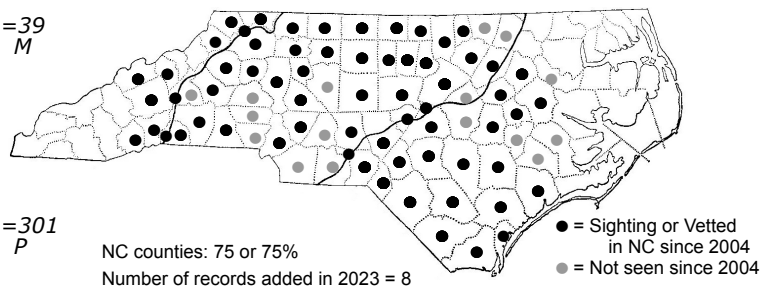 =39
M
=301
P
NC counties: 75 or 75%
Number of records added in 2023 = 8
= Sighting or Vetted
in NC since 2004
= Not seen since 2004